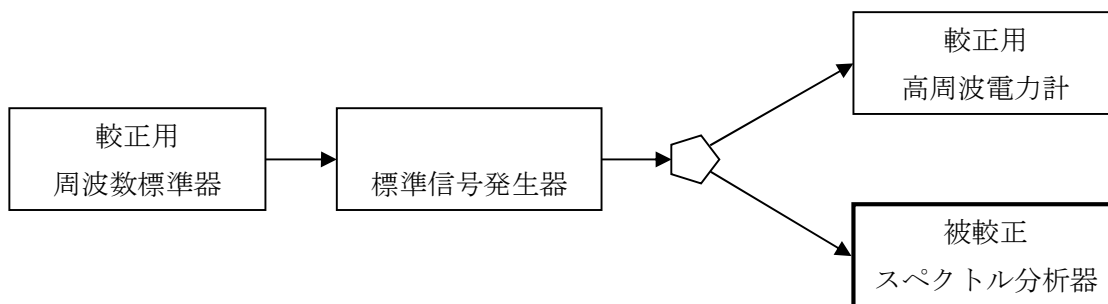 較正用
周波数標準器
標準信号発生器
較正用
高周波電力計
被較正
スペクトル分析器